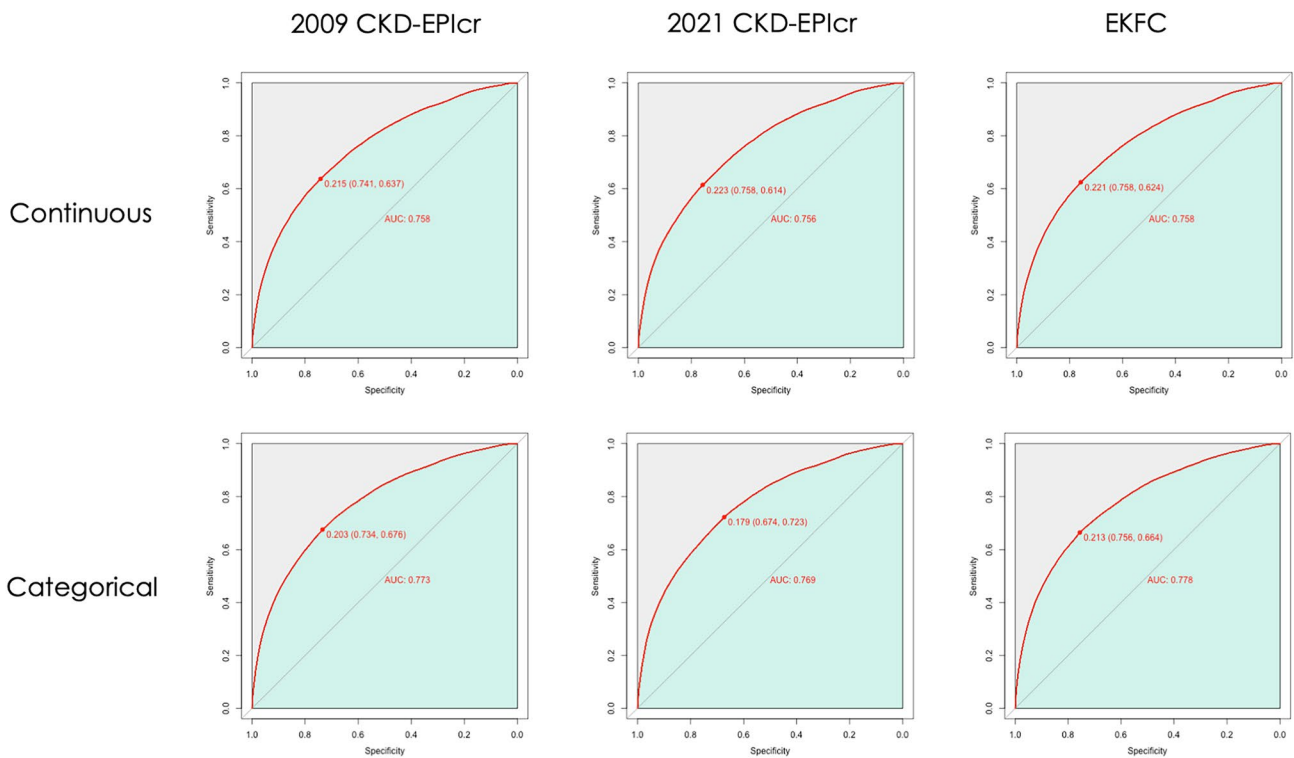 2009 CKD-EPIcr
2021 CKD-EPIcr
EKFC
Continuous
Sensitivity
0.0 0.2 0.4 0.6 0.8 1.0
0.215 (0.741, 0.637)
AUC: 0.758
1.0 0.8 0.6 0.4 0.2 0.0
Specificity
Sensitivity
0.0 0.2 0.4 0.6 0.8 1.0
0.223 (0.758, 0.614)
AUC: 0.756
1.0 0.8 0.6 0.4 0.2 0.0
Specificity
Sensitivity
0.0 0.2 0.4 0.6 0.8 1.0
0.221 (0.758, 0.624)
AUC: 0.758
1.0 0.8 0.6 0.4 0.2 0.0
Specificity
Categorical
Sensitivity
0.0 0.2 0.4 0.6 0.8 1.0
0.203 (0.734, 0.676)
AUC: 0.773
1.0 0.8 0.6 0.4 0.2 0.0
Specificity
Sensitivity
0.0 0.2 0.4 0.6 0.8 1.0
0.179 (0.674, 0.723)
AUC: 0.769
1.0 0.8 0.6 0.4 0.2 0.0
Specificity
Sensitivity
0.0 0.2 0.4 0.6 0.8 1.0
0.213 (0.756, 0.664)
AUC: 0.778
1.0 0.8 0.6 0.4 0.2 0.0
Specificity